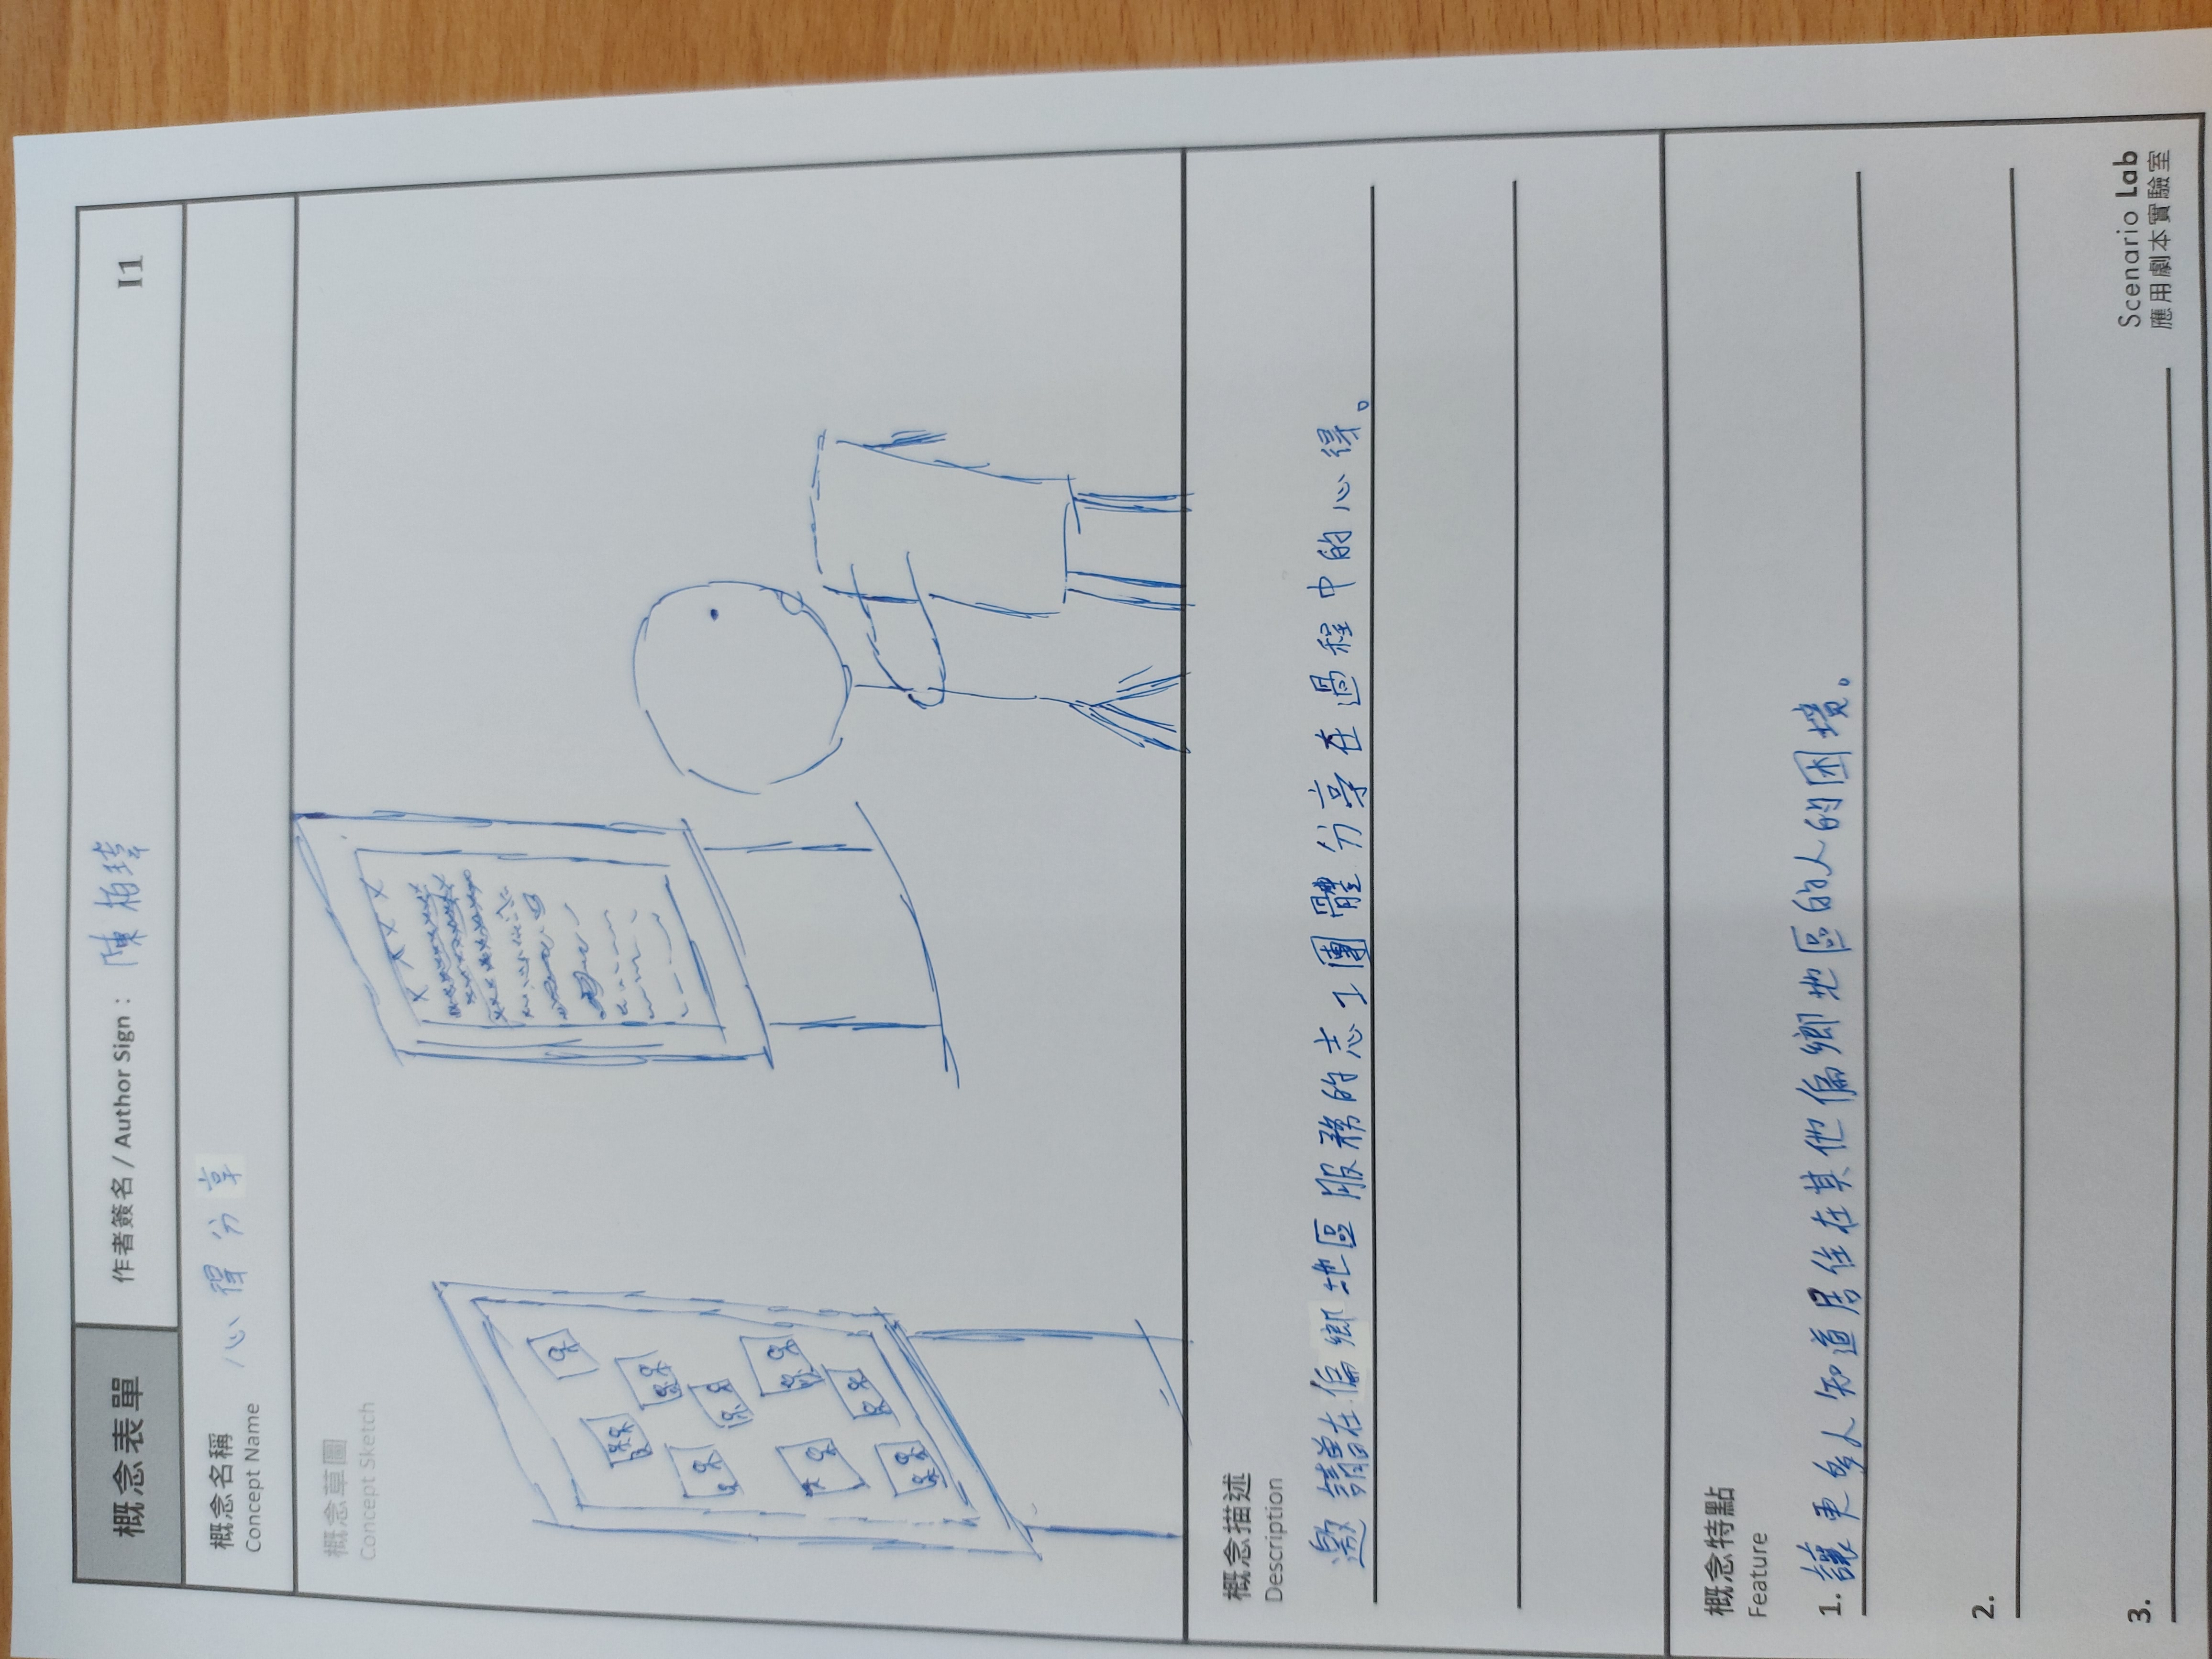 概念表單
作者簽名 / Author Sign： 陳柏瑋
I1
概念名稱 心得分享
Concept Name
概念草圖
Concept Sketch
概念描述
Description
邀請曾在偏鄉地區服務的志工團體分享在過程中的心得。
概念特點
Feature
1. 讓更多人知道居住在其他偏鄉地區的人的困境。
2.
3.
Scenario Lab
應用劇本實驗室